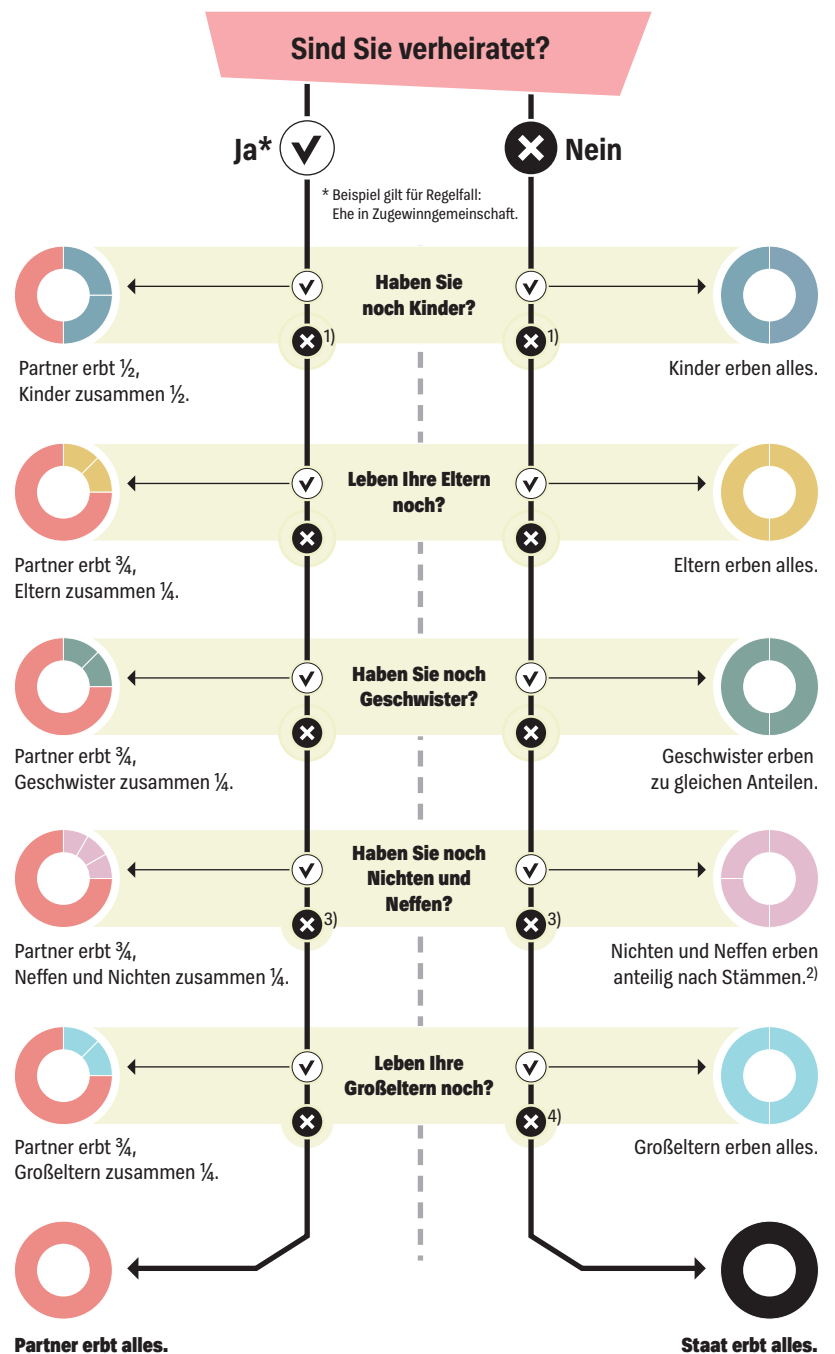 Sind Sie verheiratet?
Ja*
Nein
* Beispiel gilt für Regelfall:
Ehe in Zugewinngemeinschaft.
Haben Sie
noch Kinder?
1)
1)
Partner erbt ½,
Kinder zusammen ½.
Kinder erben alles.
Leben Ihre Eltern
noch?
Partner erbt ¾,
Eltern zusammen ¼.
Eltern erben alles.
Haben Sie noch
Geschwister?
Partner erbt ¾,
Geschwister zusammen ¼.
Geschwister erben
zu gleichen Anteilen.
Haben Sie noch
Nichten und
Neffen?
3)
3)
Partner erbt ¾,
Neffen und Nichten zusammen ¼.
Nichten und Neffen erben
anteilig nach Stämmen.2)
Leben Ihre
Großeltern noch?
4)
Partner erbt ¾,
Großeltern zusammen ¼.
Großeltern erben alles.
Partner erbt alles.
Staat erbt alles.